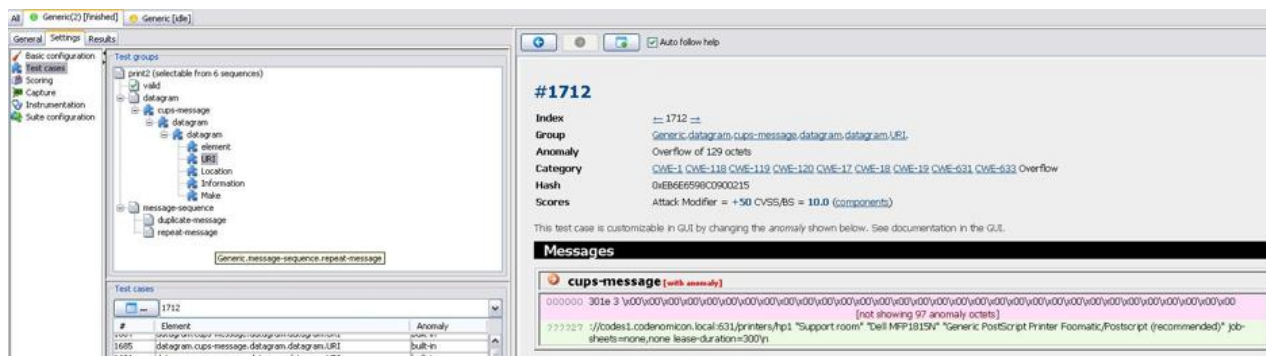 All
Generic(2) [finished]
Generic [idle]
General Settings Results
Basic configuration
Test cases
Scoring
Capture
Instrumentation
Suite configuration
Test groups
print2 (selectable from 6 sequences)
valid
datagram
cups-message
datagram
datagram
element
URI
Location
Information
Make
message-sequence
duplicate-message
repeat-message
Generic.message-sequence.repeat-message
Test cases
... 1712
# Element Anomaly
1685 datagram.cups-message.datagram.datagram.URI built-in
Auto follow help
#1712
Index ← 1712 →
Group Generic.datagram.cups-message.datagram.datagram.URI.
Anomaly Overflow of 129 octets
Category CWE-1 CWE-118 CWE-119 CWE-120 CWE-17 CWE-18 CWE-19 CWE-631 CWE-633 Overflow
Hash 0xEB6E6598C0900215
Scores Attack Modifier = +50 CVSS/BS = 10.0 (components)
This test case is customizable in GUI by changing the anomaly shown below. See documentation in the GUI.
Messages
cups-message [with anomaly]
000000 301e 3 \x00\x00\x00\x00\x00\x00\x00\x00\x00\x00\x00\x00\x00\x00\x00\x00\x00\x00\x00\x00\x00\x00\x00\x00\x00\x00\x00\x00\x00\x00\x00\x00
[not showing 97 anomaly octets]
????27 ://codes1.codenomicon.local:631/printers/hp1 "Support room" "Dell MFP1815N" "Generic PostScript Printer Foomatic/Postscript (recommended)" job-
sheets=none,none lease-duration=300\n